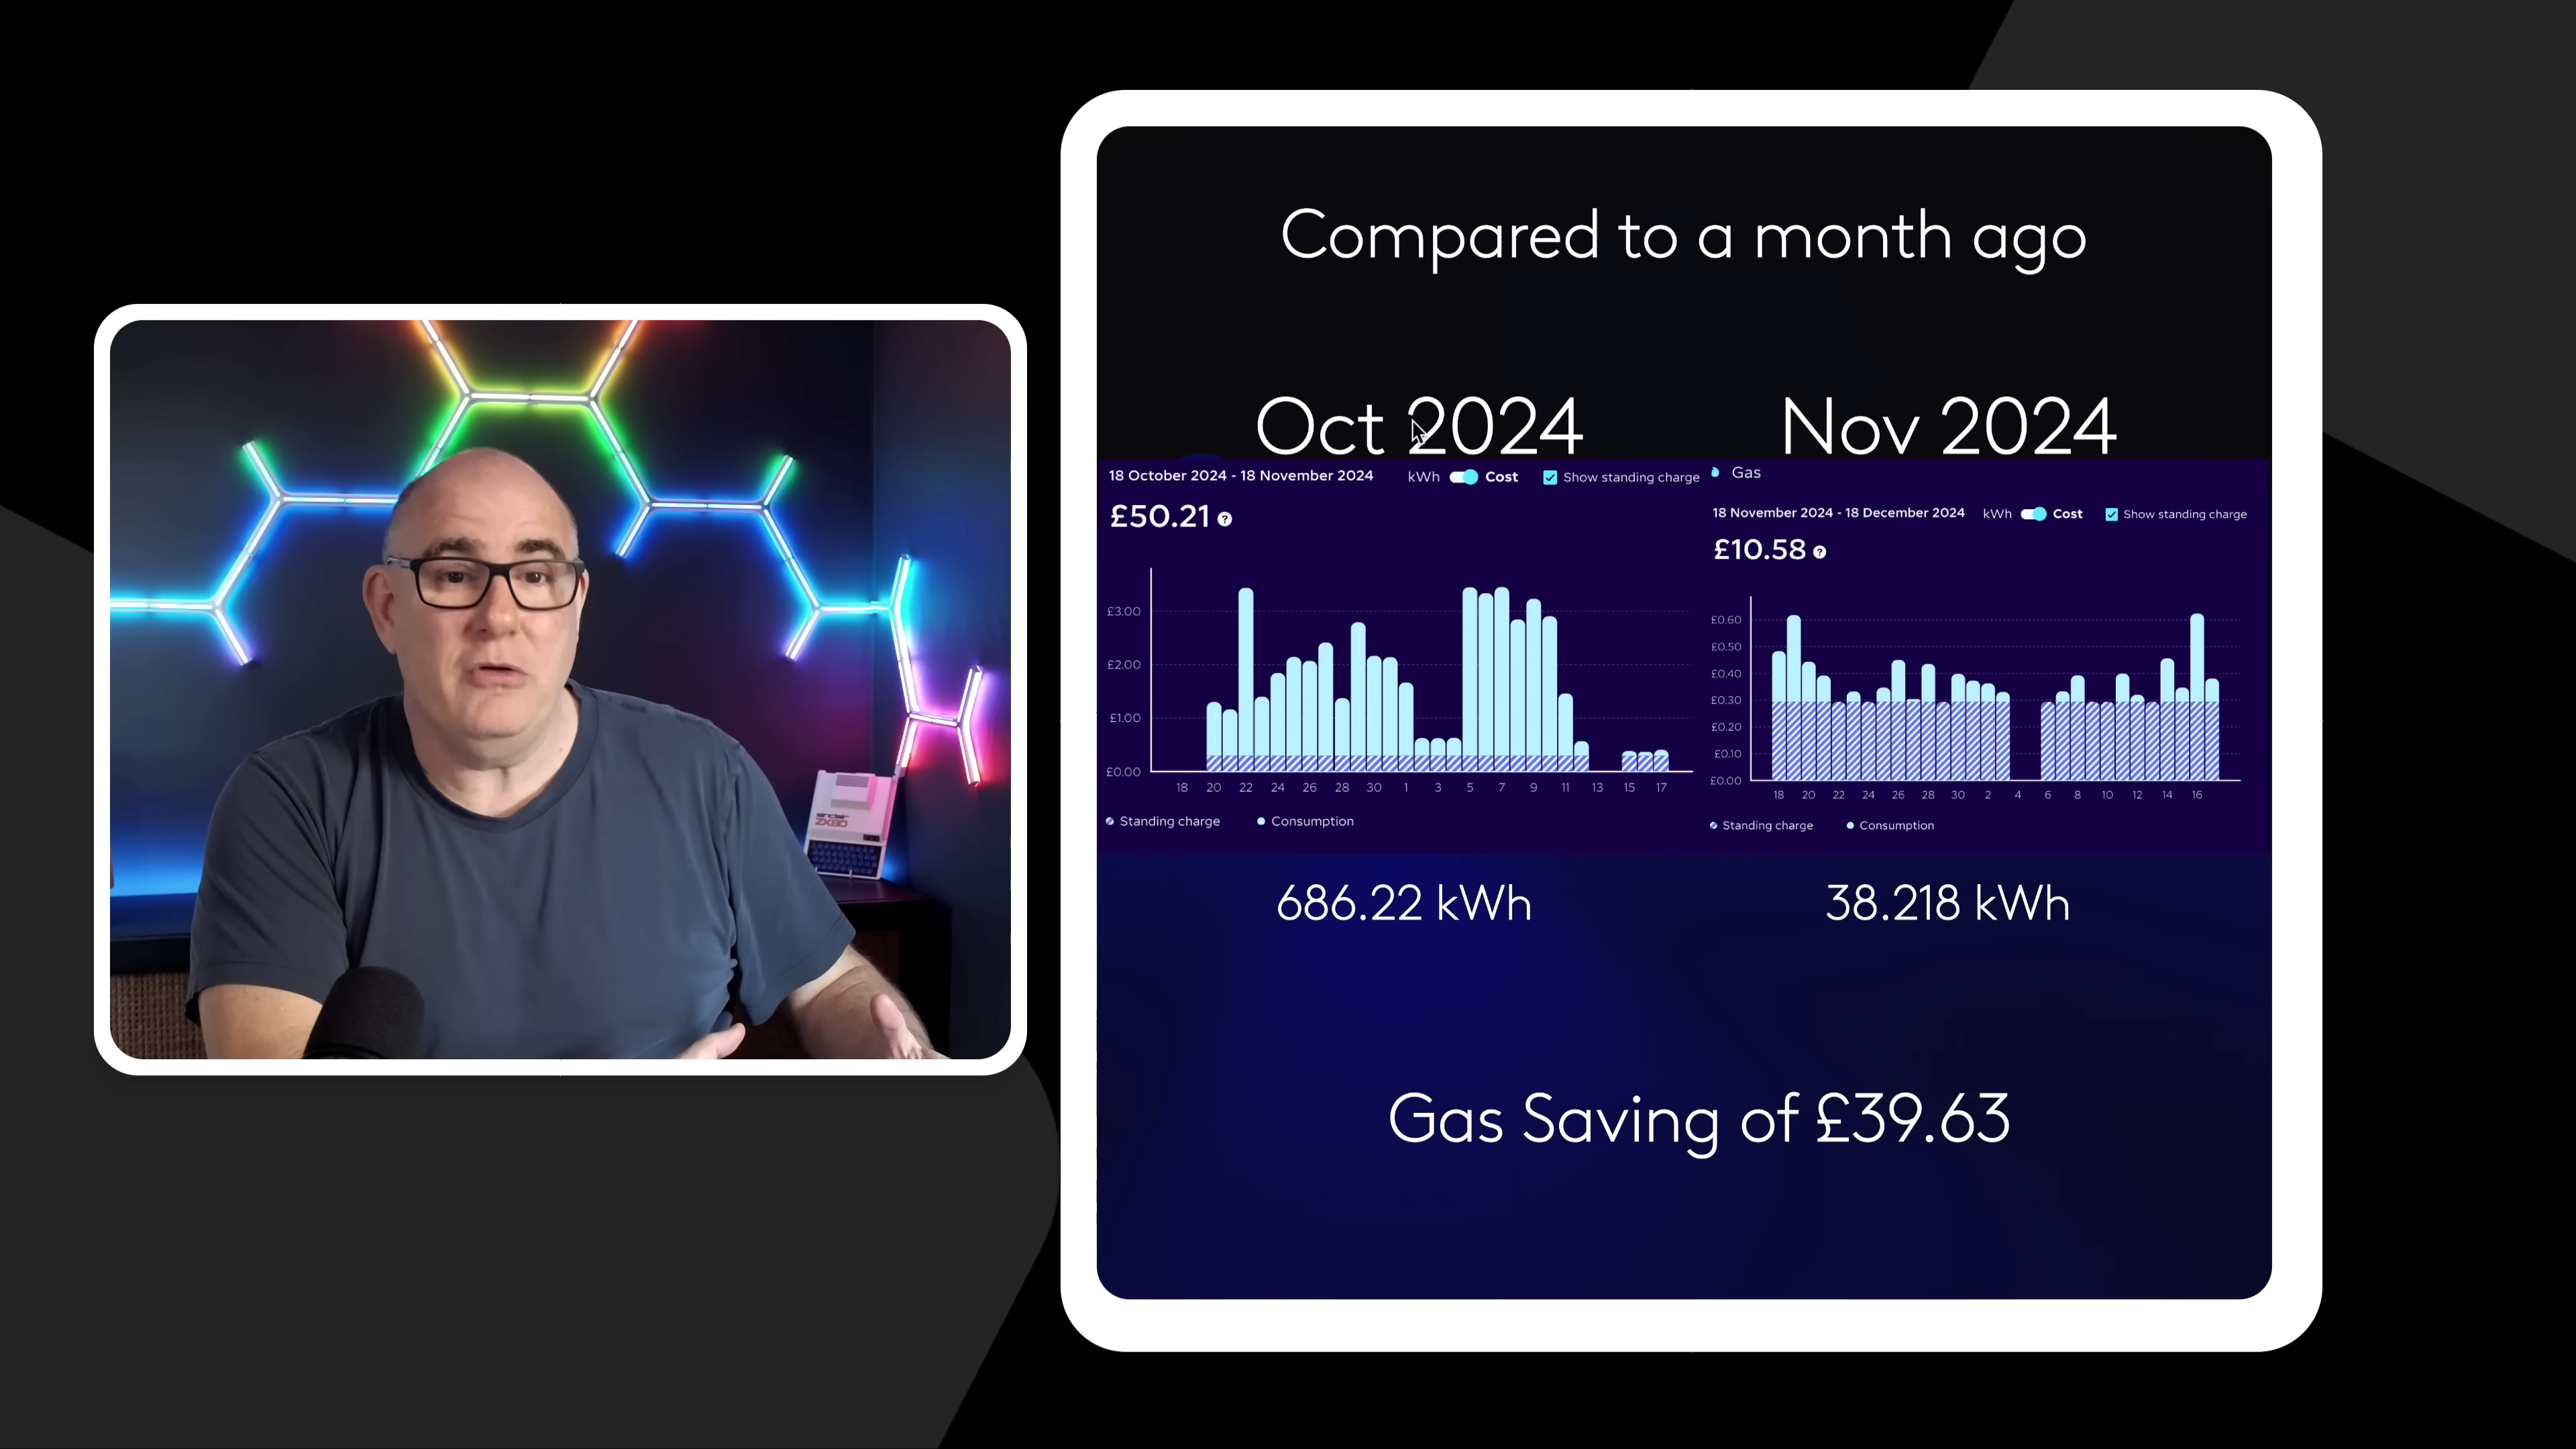 Compared to a month ago
Oct 2024
Nov 2024
18 October 2024 - 18 November 2024 kWh Cost Show standing charge
£50.21 ?
£3.00
£2.00
£1.00
£0.00
18 20 22 24 26 28 30 1 3 5 7 9 11 13 15 17
Standing charge Consumption
Gas
18 November 2024 - 18 December 2024 kWh Cost Show standing charge
£10.58 ?
£0.60
£0.50
£0.40
£0.30
£0.20
£0.10
£0.00
18 20 22 24 26 28 30 2 4 6 8 10 12 14 16
Standing charge Consumption
686.22 kWh
38.218 kWh
Gas Saving of £39.63
sinclair
ZX80